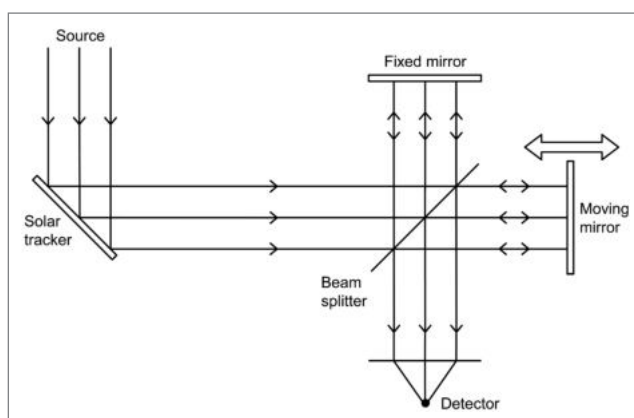 Source
Fixed mirror
Solar
tracker
Moving
mirror
Beam
splitter
Detector